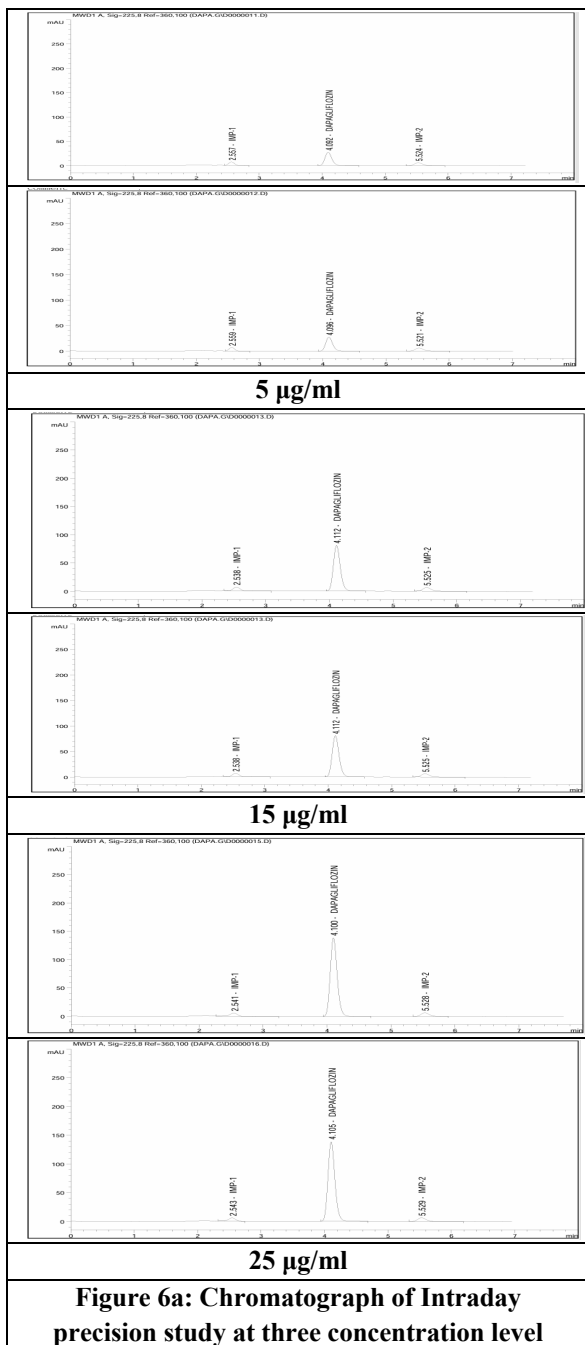 MWD1 A, Sig=225,8 Ref=360,100 (DAPA.G\D0000011.D)
mAU
250
200
150
100
50
0
2.557 - IMP-1
4.092 - DAPAGLIFLOZIN
5.524 - IMP-2
0 1 2 3 4 5 6 7 min
MWD1 A, Sig=225,8 Ref=360,100 (DAPA.G\D0000012.D)
mAU
250
200
150
100
50
0
2.559 - IMP-1
4.096 - DAPAGLIFLOZIN
5.521 - IMP-2
0 1 2 3 4 5 6 7 min
5 μg/ml
MWD1 A, Sig=225,8 Ref=360,100 (DAPA.G\D0000013.D)
mAU
250
200
150
100
50
0
2.538 - IMP-1
4.112 - DAPAGLIFLOZIN
5.525 - IMP-2
0 1 2 3 4 5 6 7 min
MWD1 A, Sig=225,8 Ref=360,100 (DAPA.G\D0000013.D)
mAU
250
200
150
100
50
0
2.538 - IMP-1
4.112 - DAPAGLIFLOZIN
5.525 - IMP-2
0 1 2 3 4 5 6 7 min
15 μg/ml
MWD1 A, Sig=225,8 Ref=360,100 (DAPA.G\D0000015.D)
mAU
250
200
150
100
50
0
2.541 - IMP-1
4.100 - DAPAGLIFLOZIN
5.528 - IMP-2
0 1 2 3 4 5 6 7 min
MWD1 A, Sig=225,8 Ref=360,100 (DAPA.G\D0000016.D)
mAU
250
200
150
100
50
0
2.543 - IMP-1
4.105 - DAPAGLIFLOZIN
5.529 - IMP-2
0 1 2 3 4 5 6 7 min
25 μg/ml
Figure 6a: Chromatograph of Intraday
precision study at three concentration level